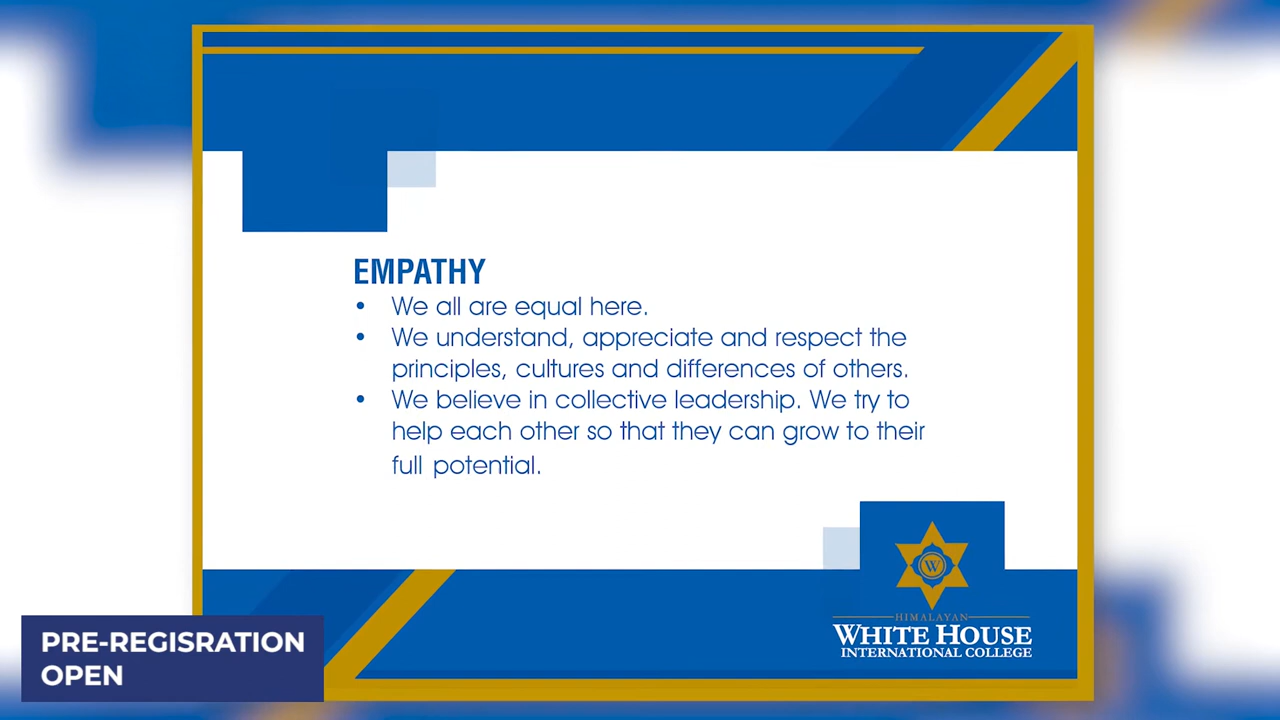 EMPATHY
• We all are equal here.
• We understand, appreciate and respect the
principles, cultures and differences of others.
• We believe in collective leadership. We try to
help each other so that they can grow to their
full potential.
W
HIMALAYAN
WHITE HOUSE
INTERNATIONAL COLLEGE
PRE-REGISRATION
OPEN